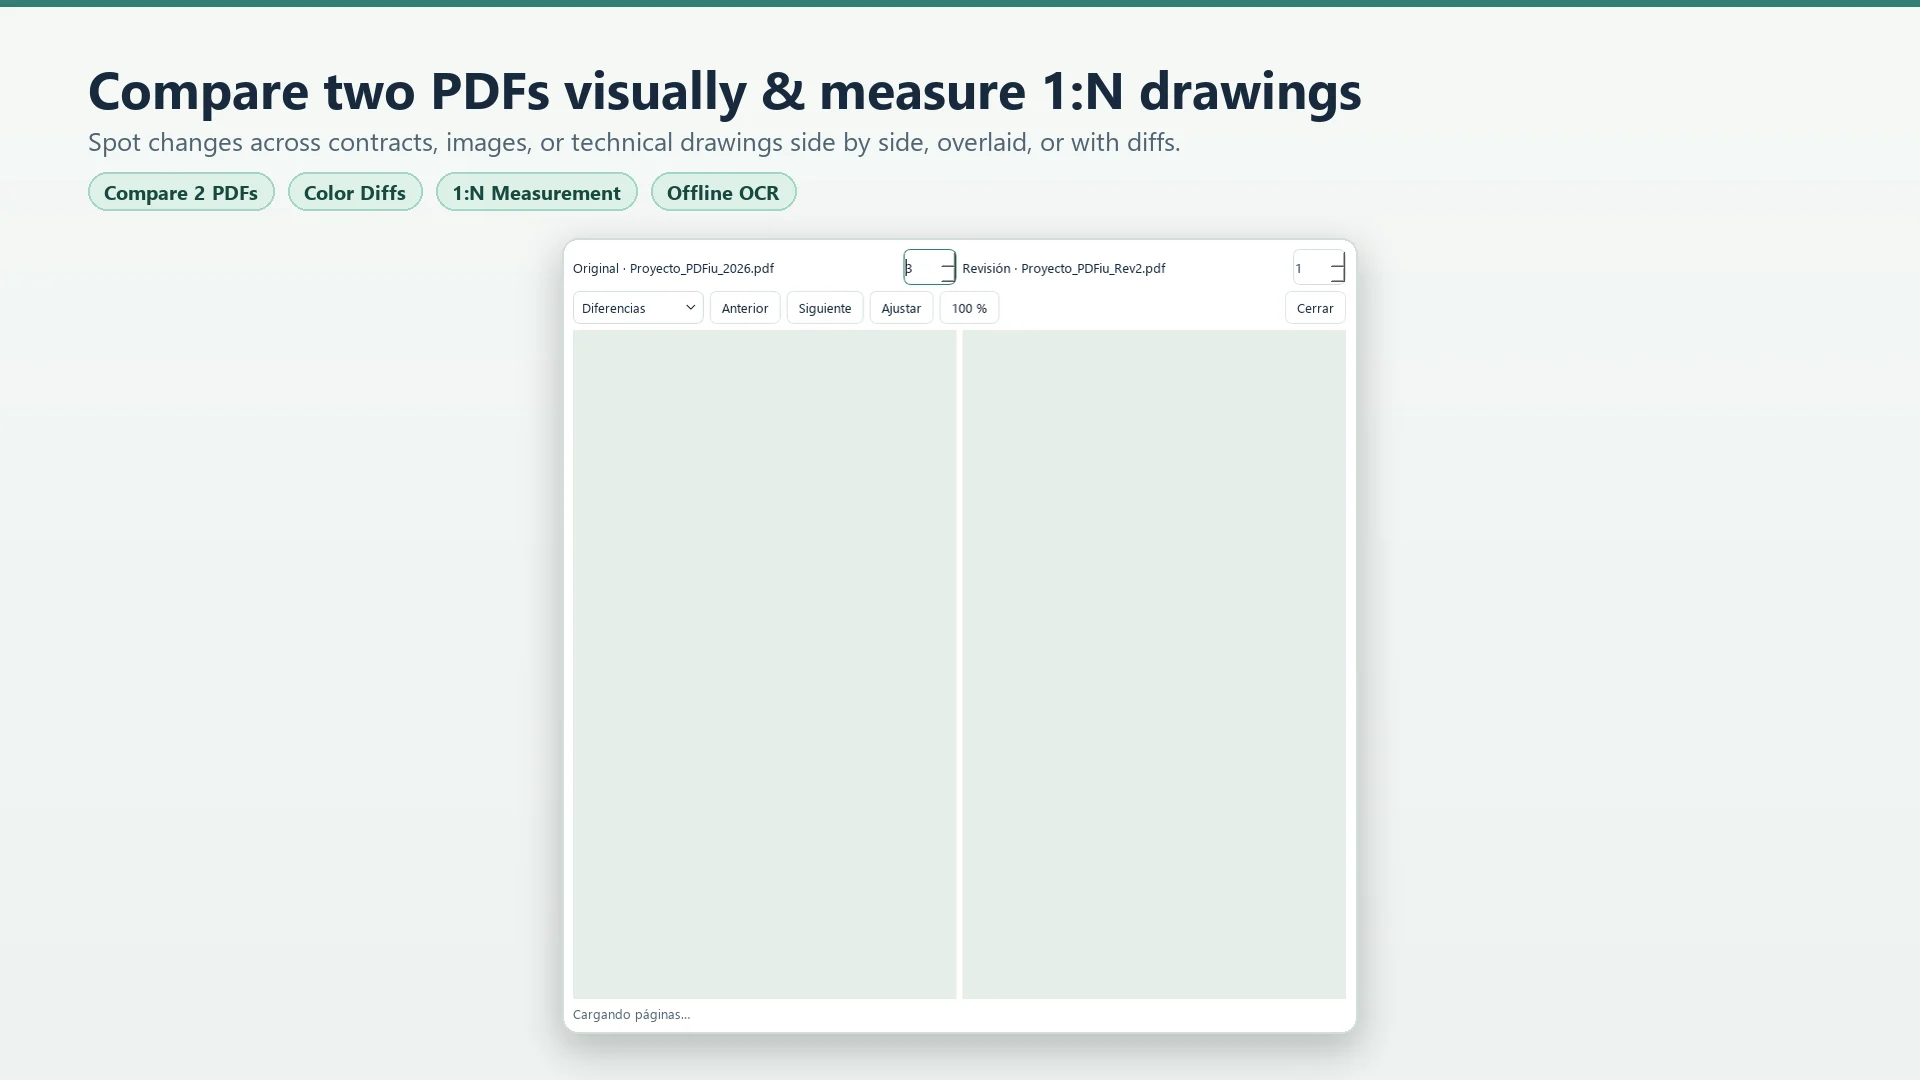 Compare two PDFs visually & measure 1:N drawings
Spot changes across contracts, images, or technical drawings side by side, overlaid, or with diffs.
Compare 2 PDFs Color Diffs 1:N Measurement Offline OCR
Original · Proyecto_PDFiu_2026.pdf 3 Revisión · Proyecto_PDFiu_Rev2.pdf 1
Diferencias Anterior Siguiente Ajustar 100 % Cerrar
Cargando páginas...